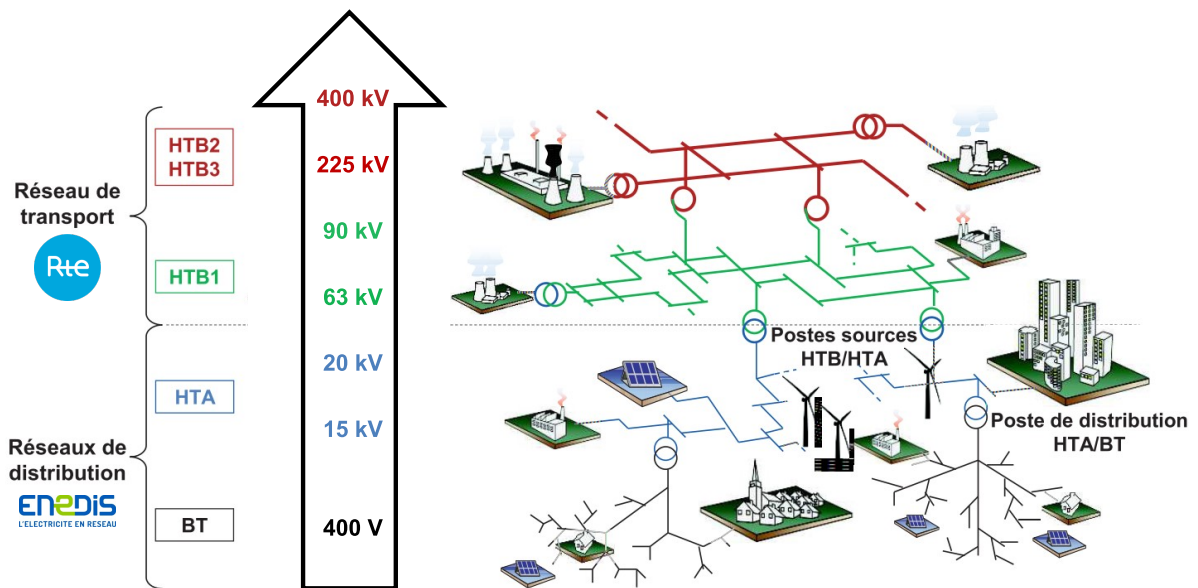 HTB2
HTB3
Réseau de
transport
Rte
HTB1
HTA
Réseaux de
distribution
ENEDIS
L'ELECTRICITE EN RESEAU
BT
400 kV
225 kV
90 kV
63 kV
20 kV
15 kV
400 V
Postes sources
HTB/HTA
Poste de distribution
HTA/BT